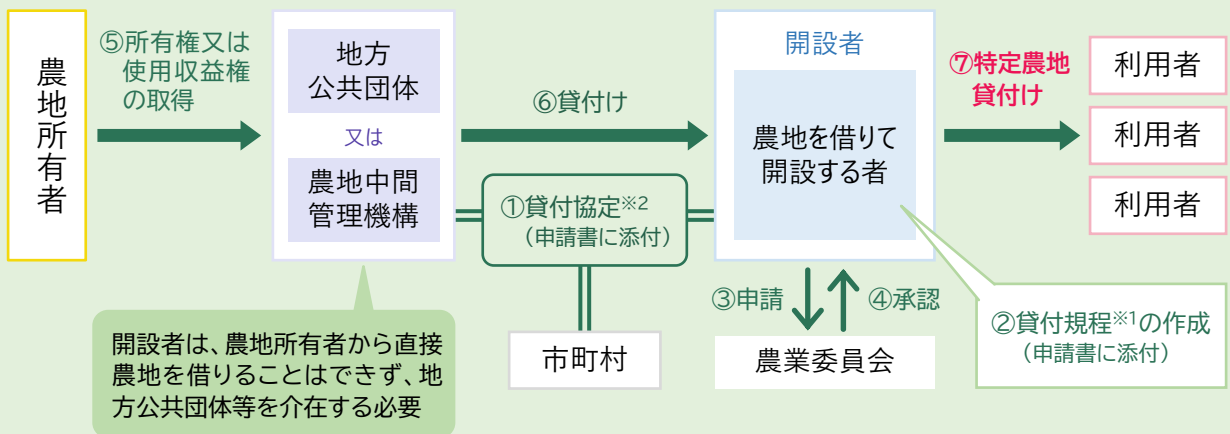 農地所有者
⑤所有権又は
使用収益権
の取得
地方
公共団体
又は
農地中間
管理機構
⑥貸付け
①貸付協定※2
（申請書に添付）
市町村
開設者
農地を借りて
開設する者
③申請
④承認
農業委員会
⑦特定農地
貸付け
利用者
利用者
利用者
②貸付規程※1の作成
（申請書に添付）
開設者は、農地所有者から直接
農地を借りることはできず、地
方公共団体等を介在する必要